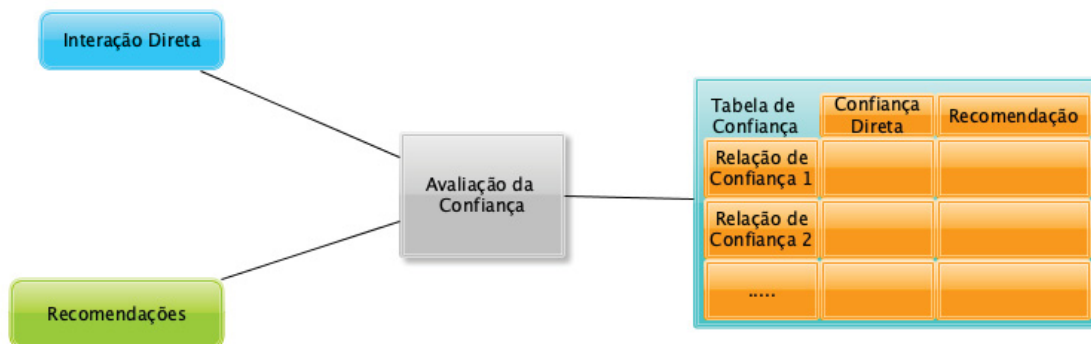 Interação Direta
Recomendações
Avaliação da
Confiança
Tabela de
Confiança
Confiança
Direta
Recomendação
Relação de
Confiança 1
Relação de
Confiança 2
.....